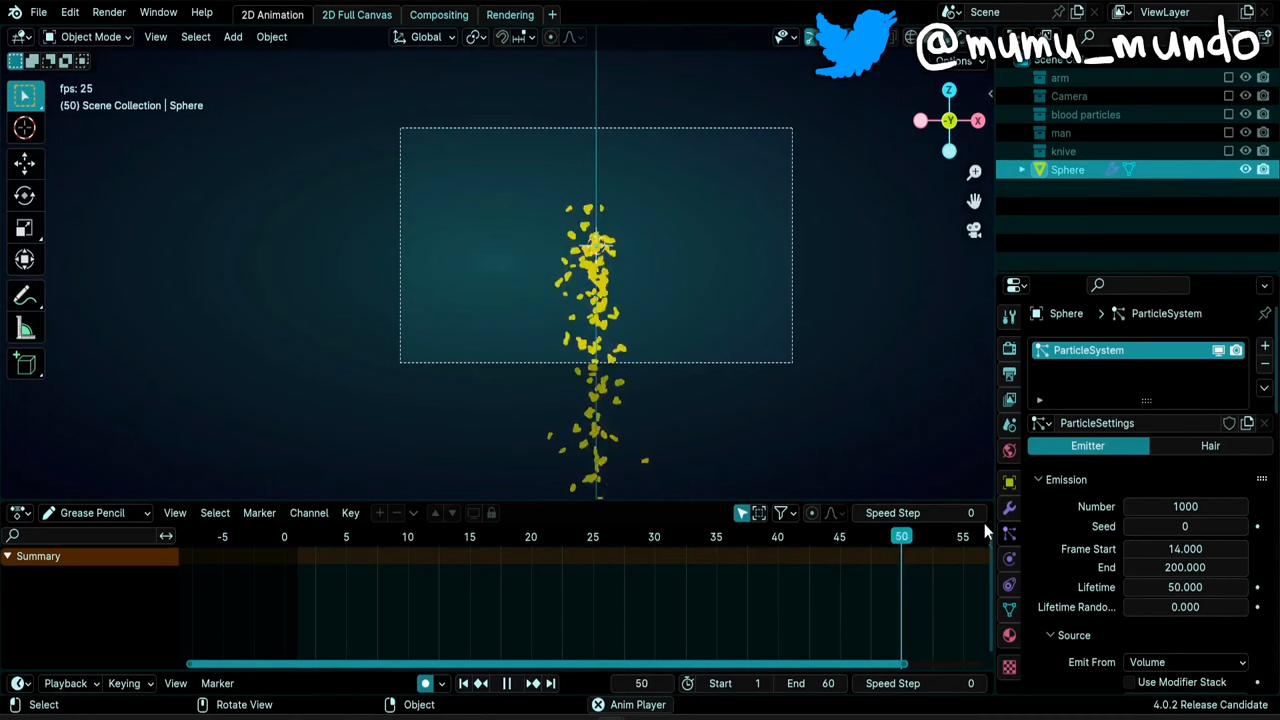 File Edit Render Window Help 2D Animation 2D Full Canvas Compositing Rendering + Scene ViewLayer
@mumu_mundo
Object Mode View Select Add Object Global
Options
fps: 25
(50) Scene Collection | Sphere
Z
-Y X
arm
Camera
blood particles
man
knive
Sphere
Sphere > ParticleSystem
ParticleSystem
ParticleSettings
Emitter Hair
Emission
Number 1000
Seed 0
Frame Start 14.000
End 200.000
Lifetime 50.000
Lifetime Rando... 0.000
Source
Emit From Volume
Use Modifier Stack
Grease Pencil View Select Marker Channel Key Speed Step 0
-5 0 5 10 15 20 25 30 35 40 45 50 55
Summary
Playback Keying View Marker 50 Start 1 End 60 Speed Step 0
Select Rotate View Object Anim Player 4.0.2 Release Candidate